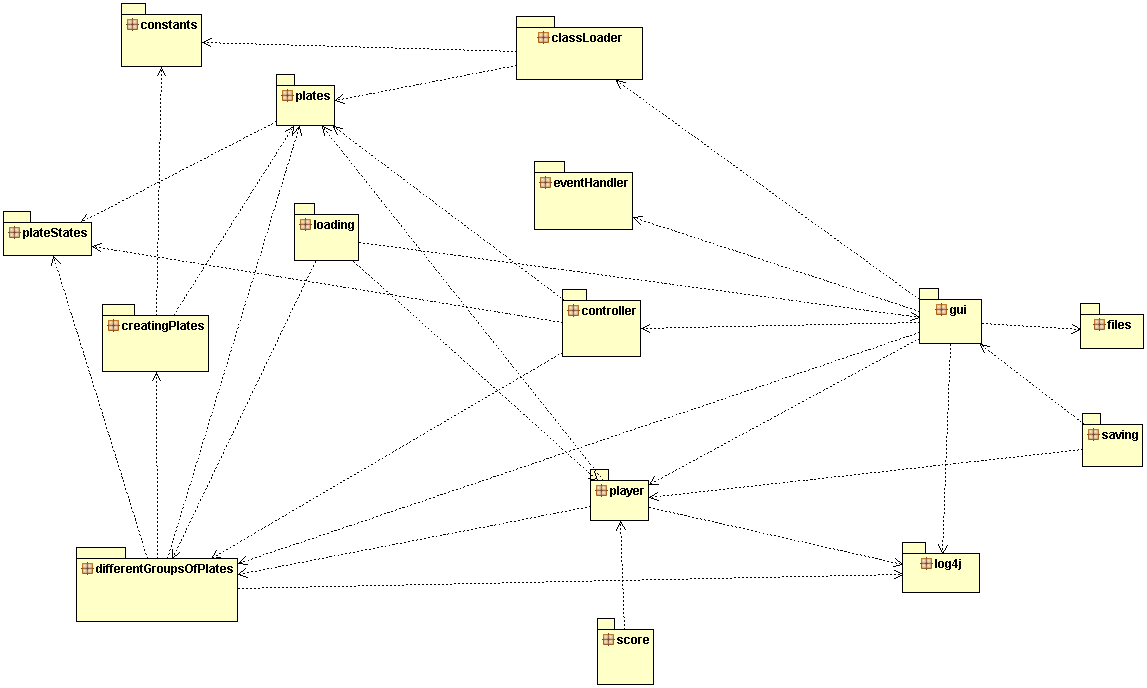 constants
classLoader
plates
eventHandler
plateStates
loading
creatingPlates
controller
gui
files
saving
player
differentGroupsOfPlates
log4j
score